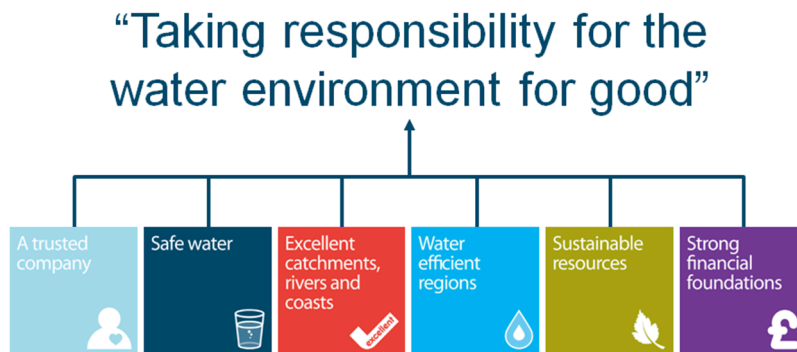 “Taking responsibility for the
water environment for good”
A trusted
company
Safe water
Excellent
catchments,
rivers and
coasts
excellent
Water
efficient
regions
Sustainable
resources
Strong
financial
foundations
£